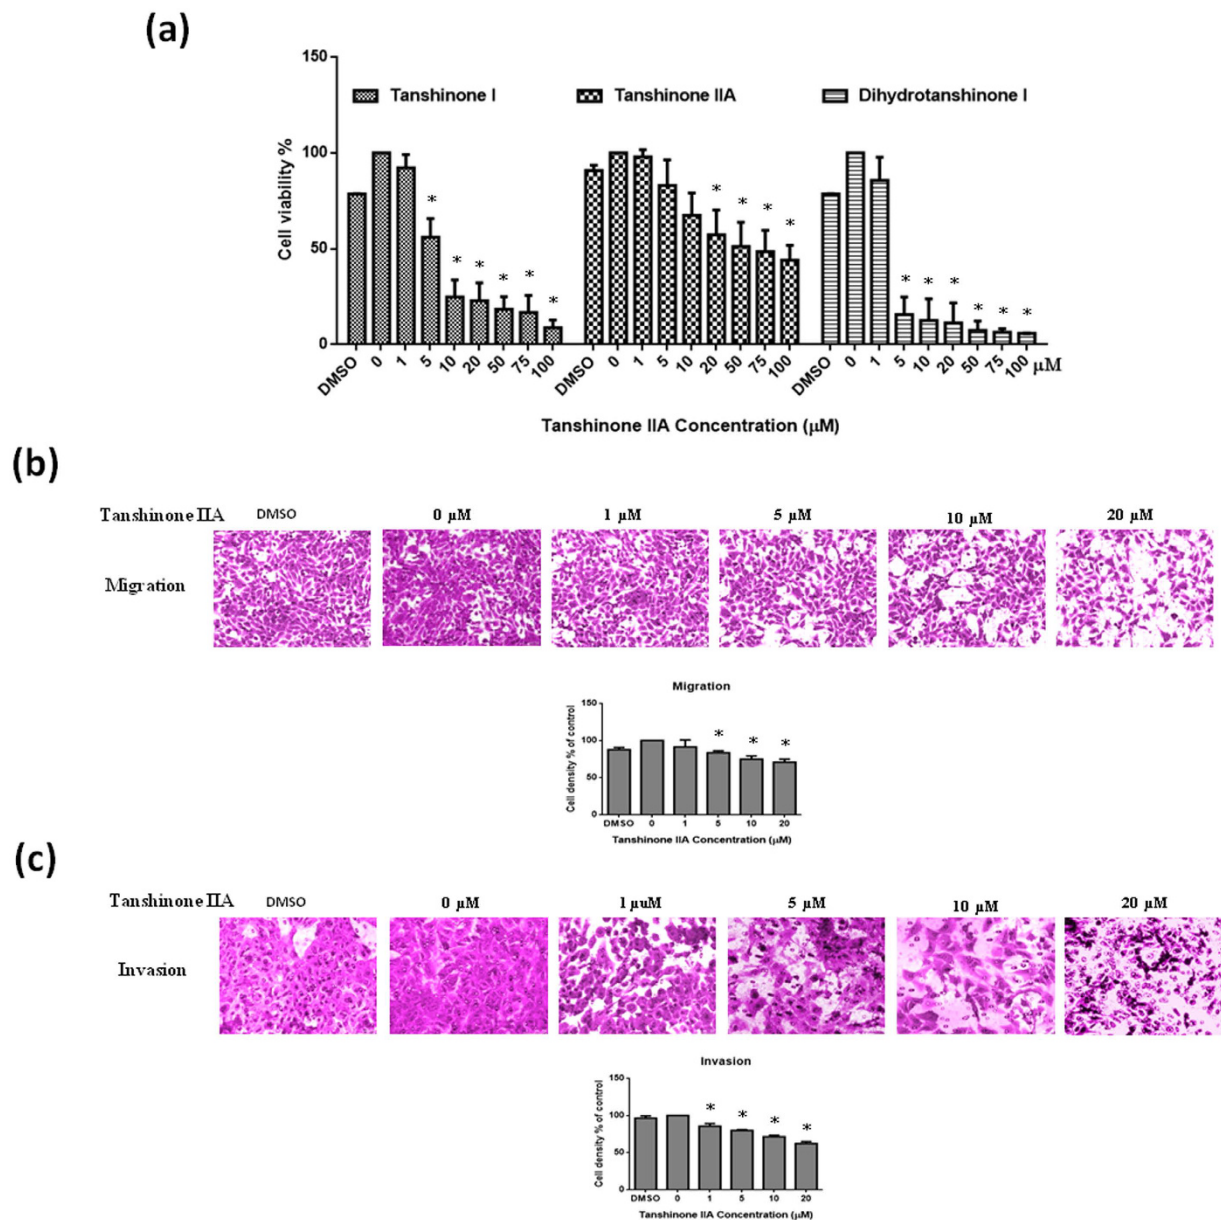 (a)
150
100
50
0
Cell viability %
Tanshinone I
Tanshinone IIA
Dihydrotanshinone I
* * * * * *
* * * *
* * * * * *
DMSO 0 1 5 10 20 50 75 100
DMSO 0 1 5 10 20 50 75 100
DMSO 0 1 5 10 20 50 75 100 μM
Tanshinone IIA Concentration (μM)
(b)
Tanshinone IIA DMSO 0 μM 1 μM 5 μM 10 μM 20 μM
Migration
Migration
150
100
50
0
Cell density % of control
* * *
DMSO 0 1 5 10 20
Tanshinone IIA Concentration (μM)
(c)
Tanshinone IIA DMSO 0 μM 1 μuM 5 μM 10 μM 20 μM
Invasion
Invasion
150
100
50
0
Cell density % of control
* * * *
DMSO 0 1 5 10 20
Tanshinone IIA Concentration (μM)